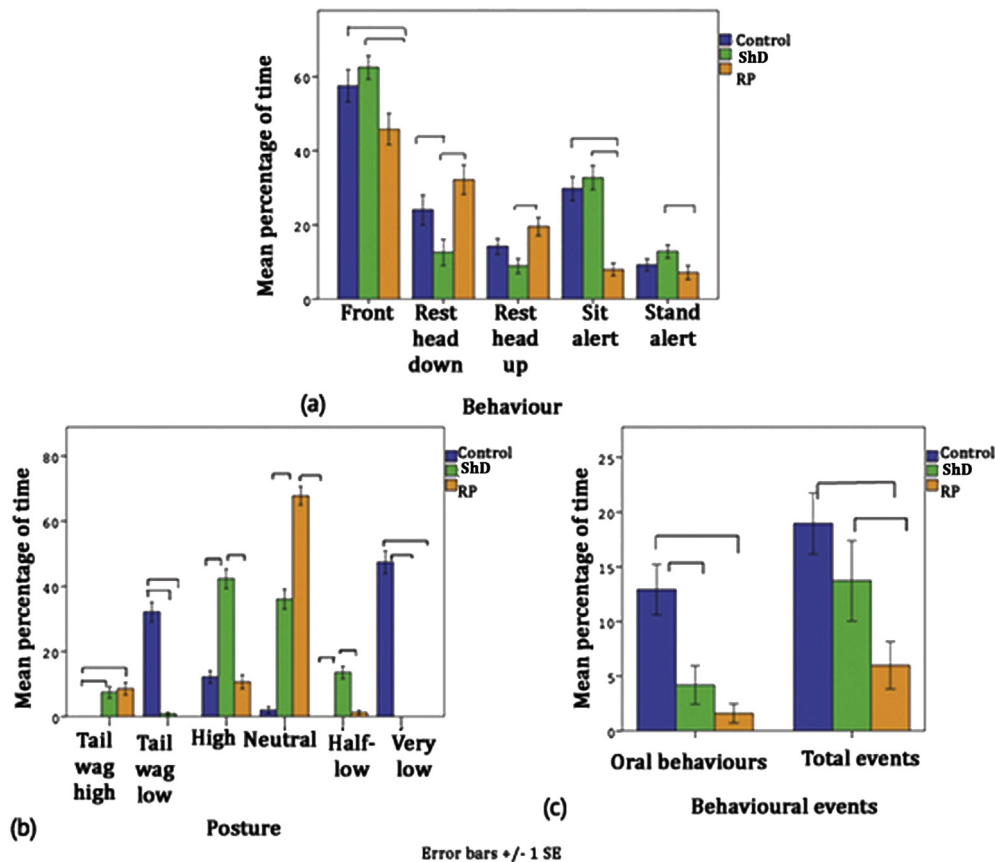 Mean percentage of time
60
40
20
0
Control
ShD
RP
Front
Rest head down
Rest head up
Sit alert
Stand alert
(a)
Behaviour
Mean percentage of time
80
60
40
20
0
Control
ShD
RP
Tail wag high
Tail wag low
High
Neutral
Half-low
Very low
(b)
Posture
Mean percentage of time
25
20
15
10
5
0
Control
ShD
RP
Oral behaviours
Total events
(c)
Behavioural events
Error bars +/- 1 SE